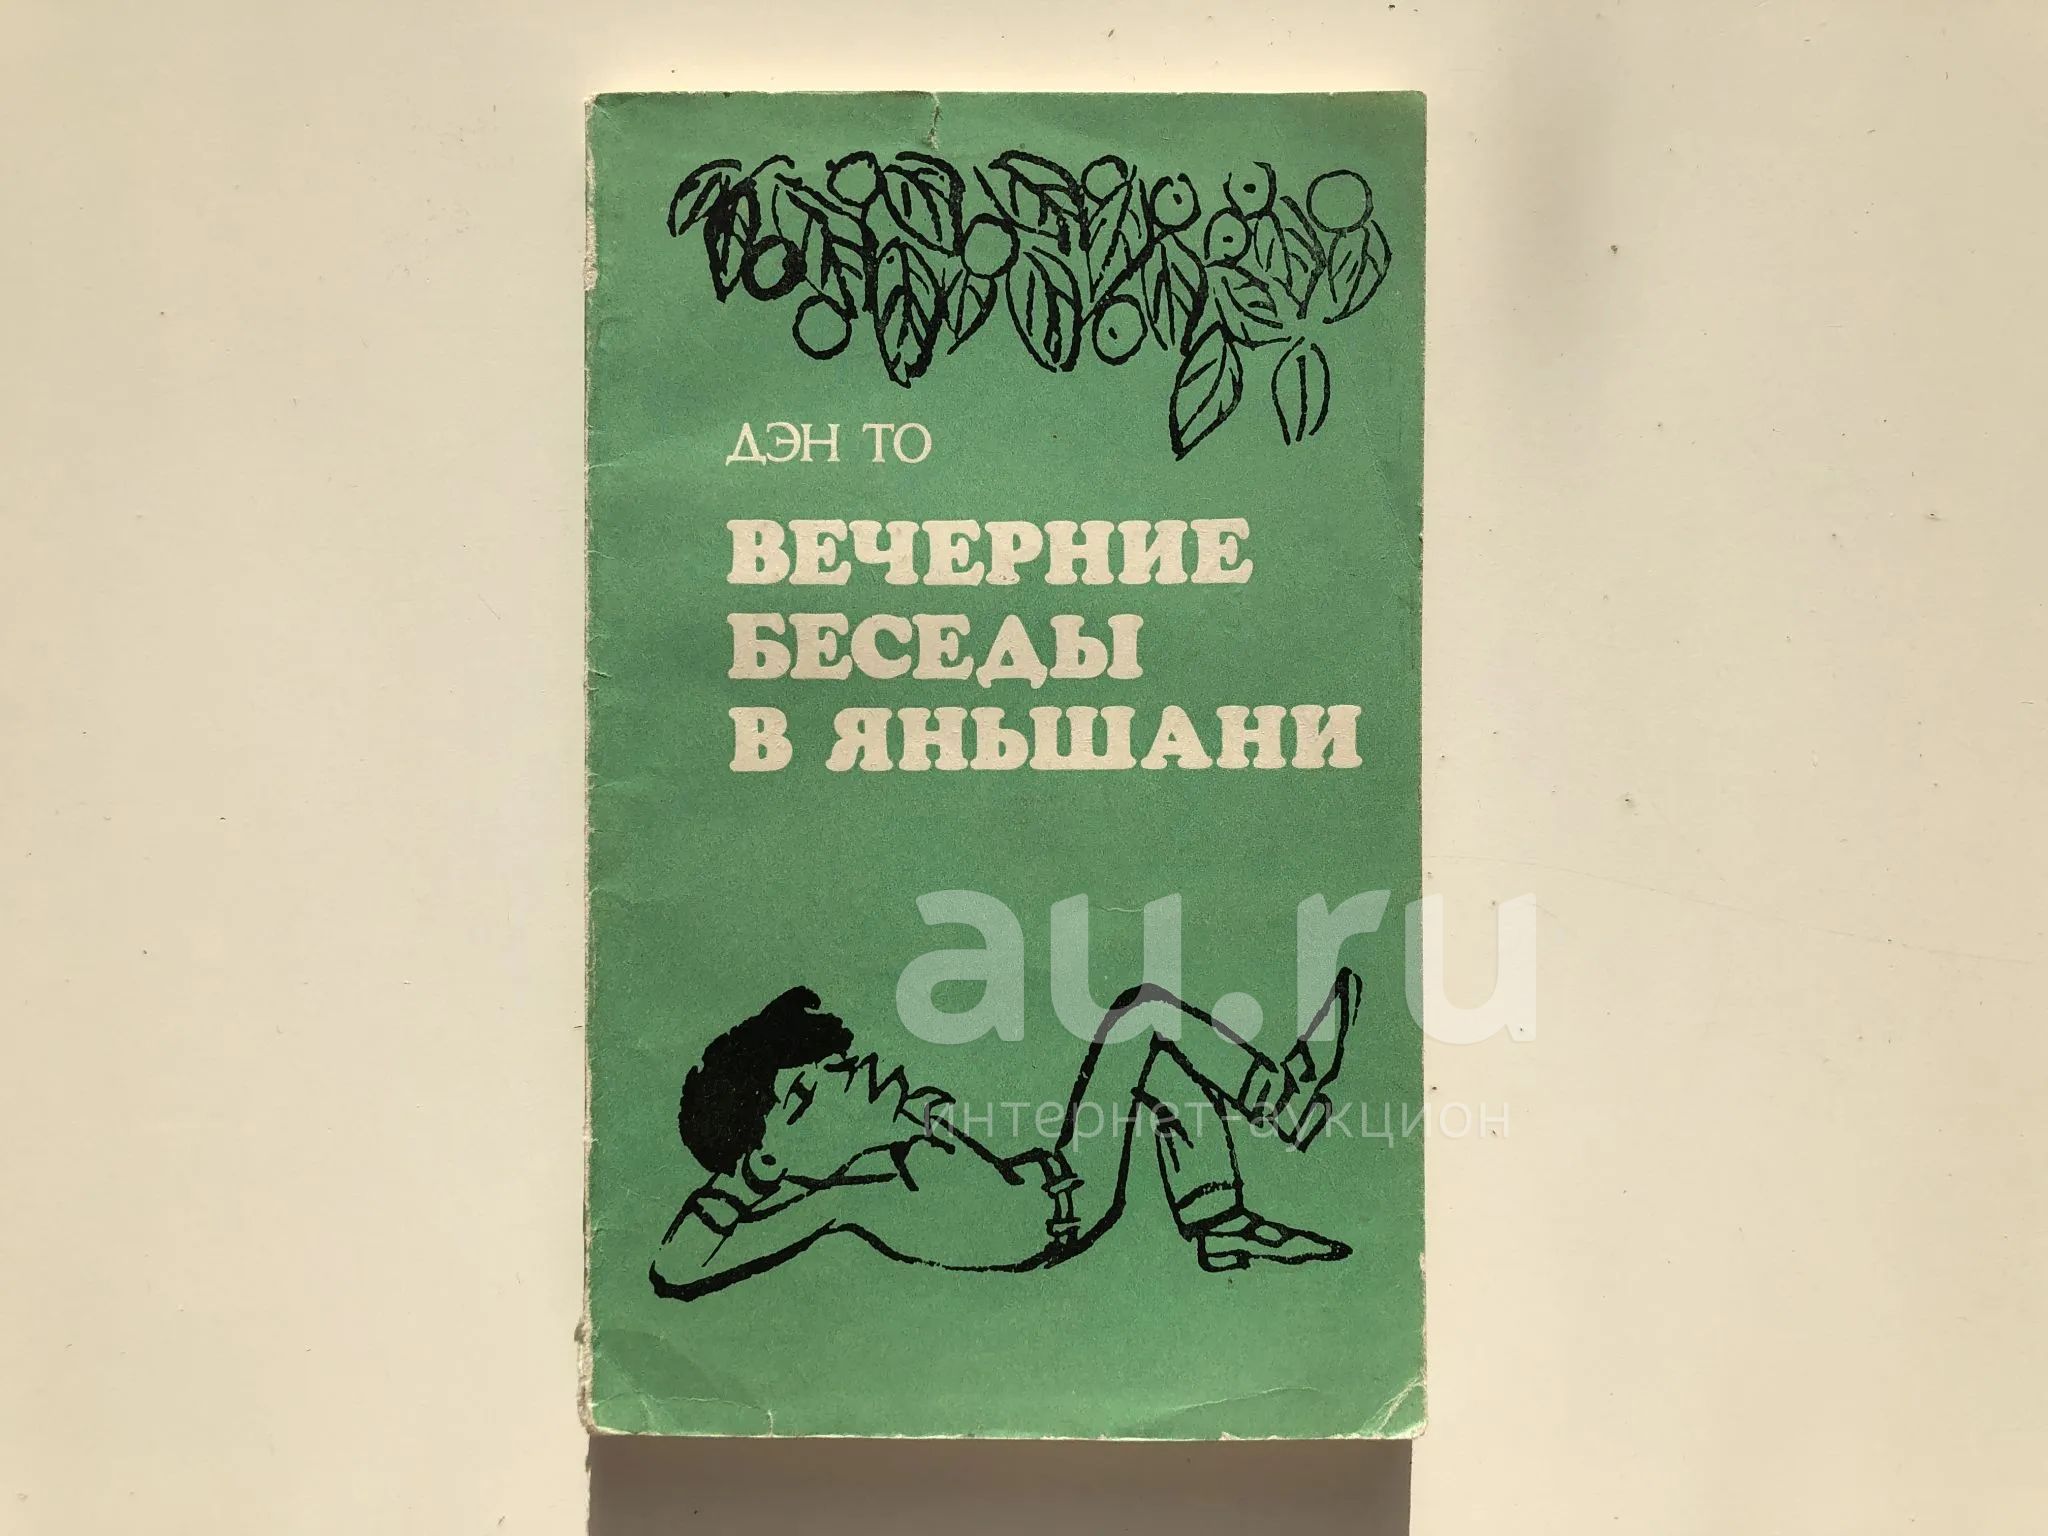 ДЭН ТО
ВЕЧЕРНИЕ
БЕСЕДЫ
В ЯНЬШАНИ
au.ru
интернет-аукцион